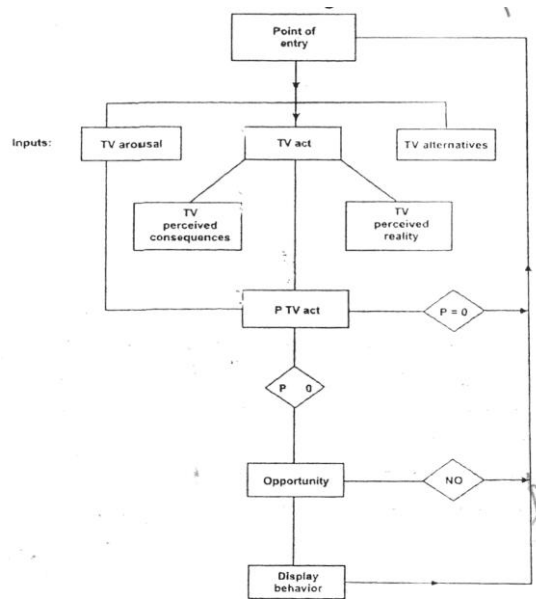 Point of
entry
Inputs:
TV arousal
TV act
TV alternatives
TV
perceived
consequences
TV
perceived
reality
P TV act
P = 0
P 0
Opportunity
NO
Display
behavior